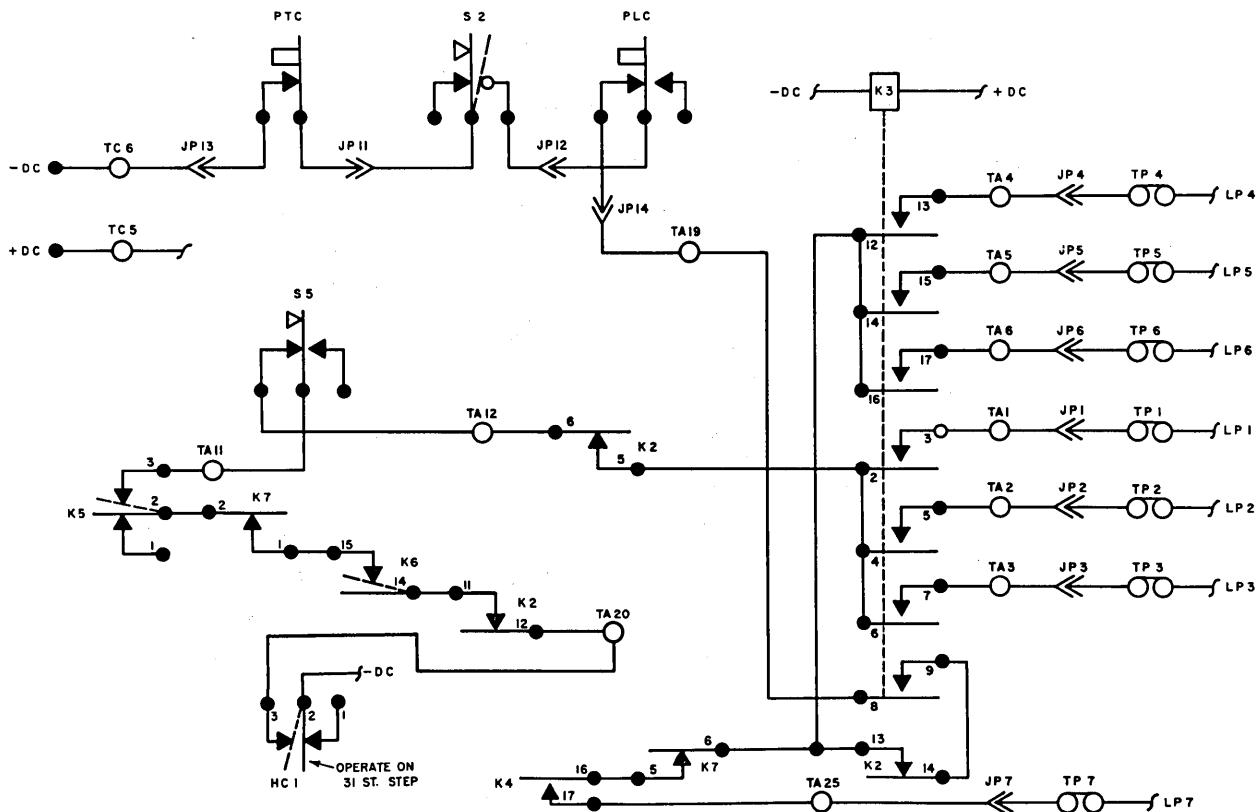 PTC
S 2
PLC
-DC
K3
+DC
-DC
TC6
JP13
JP11
JP12
JP14
+DC
TC5
TA19
13
TA4
JP4
TP4
LP4
12
15
TA5
JP5
TP5
LP5
14
17
TA6
JP6
TP6
LP6
16
S5
TA12
6
K2
5
3
TA1
JP1
TP1
LP1
2
3
TA11
K5
2
2
K7
1
5
TA2
JP2
TP2
LP2
4
1
15
K6
14
11
7
TA3
JP3
TP3
LP3
6
K2
12
TA20
-DC
3
2
1
HC1
OPERATE ON
31 ST. STEP
9
8
6
13
K7
K2
14
K4
16
5
17
TA25
JP7
TP7
LP7